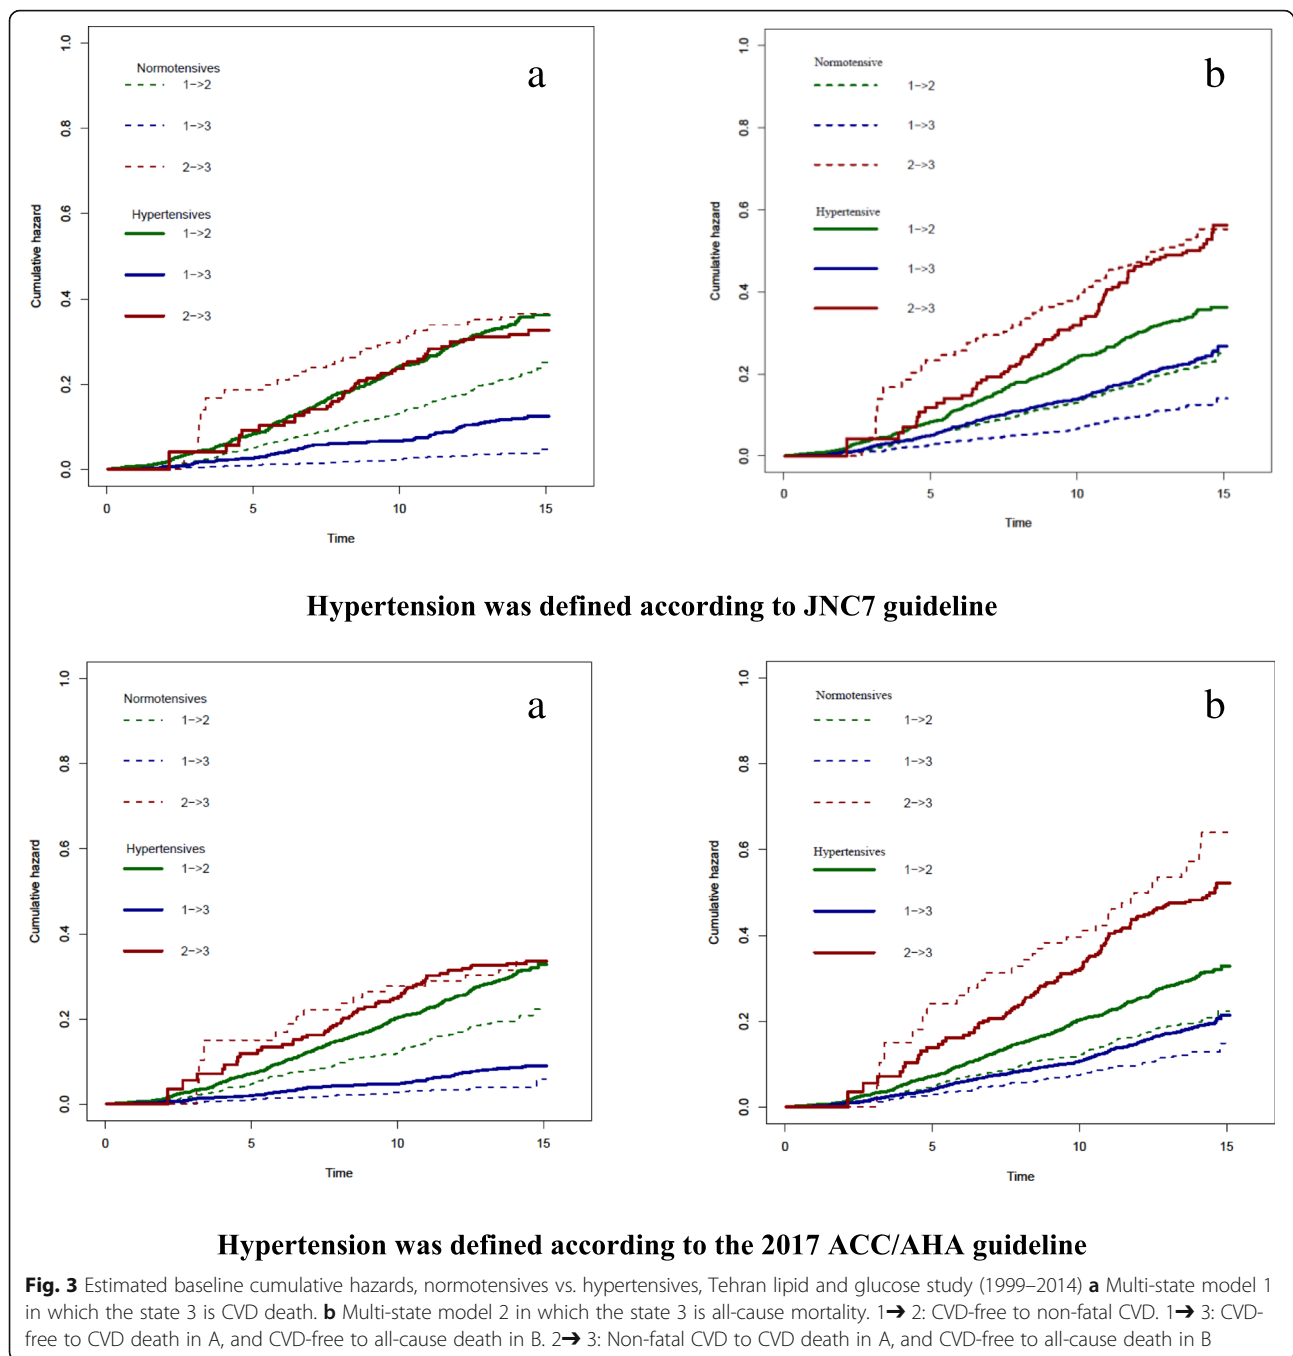 a
Normotensives
1->2
1->3
2->3
Hypertensives
1->2
1->3
2->3
Cumulative hazard
0.0
0.2
0.4
0.6
0.8
1.0
0 5 10 15
Time
b
Normotensive
1->2
1->3
2->3
Hypertensive
1->2
1->3
2->3
Cumulative hazard
0.0
0.2
0.4
0.6
0.8
1.0
0 5 10 15
Time
Hypertension was defined according to JNC7 guideline
a
Normotensives
1->2
1->3
2->3
Hypertensives
1->2
1->3
2->3
Cumulative hazard
0.0
0.2
0.4
0.6
0.8
1.0
0 5 10 15
Time
b
Normotensives
1->2
1->3
2->3
Hypertensives
1->2
1->3
2->3
Cumulative hazard
0.0
0.2
0.4
0.6
0.8
1.0
0 5 10 15
Time
Hypertension was defined according to the 2017 ACC/AHA guideline
Fig. 3 Estimated baseline cumulative hazards, normotensives vs. hypertensives, Tehran lipid and glucose study (1999–2014) a Multi-state model 1
in which the state 3 is CVD death. b Multi-state model 2 in which the state 3 is all-cause mortality. 1➔ 2: CVD-free to non-fatal CVD. 1➔ 3: CVD-
free to CVD death in A, and CVD-free to all-cause death in B. 2➔ 3: Non-fatal CVD to CVD death in A, and CVD-free to all-cause death in B